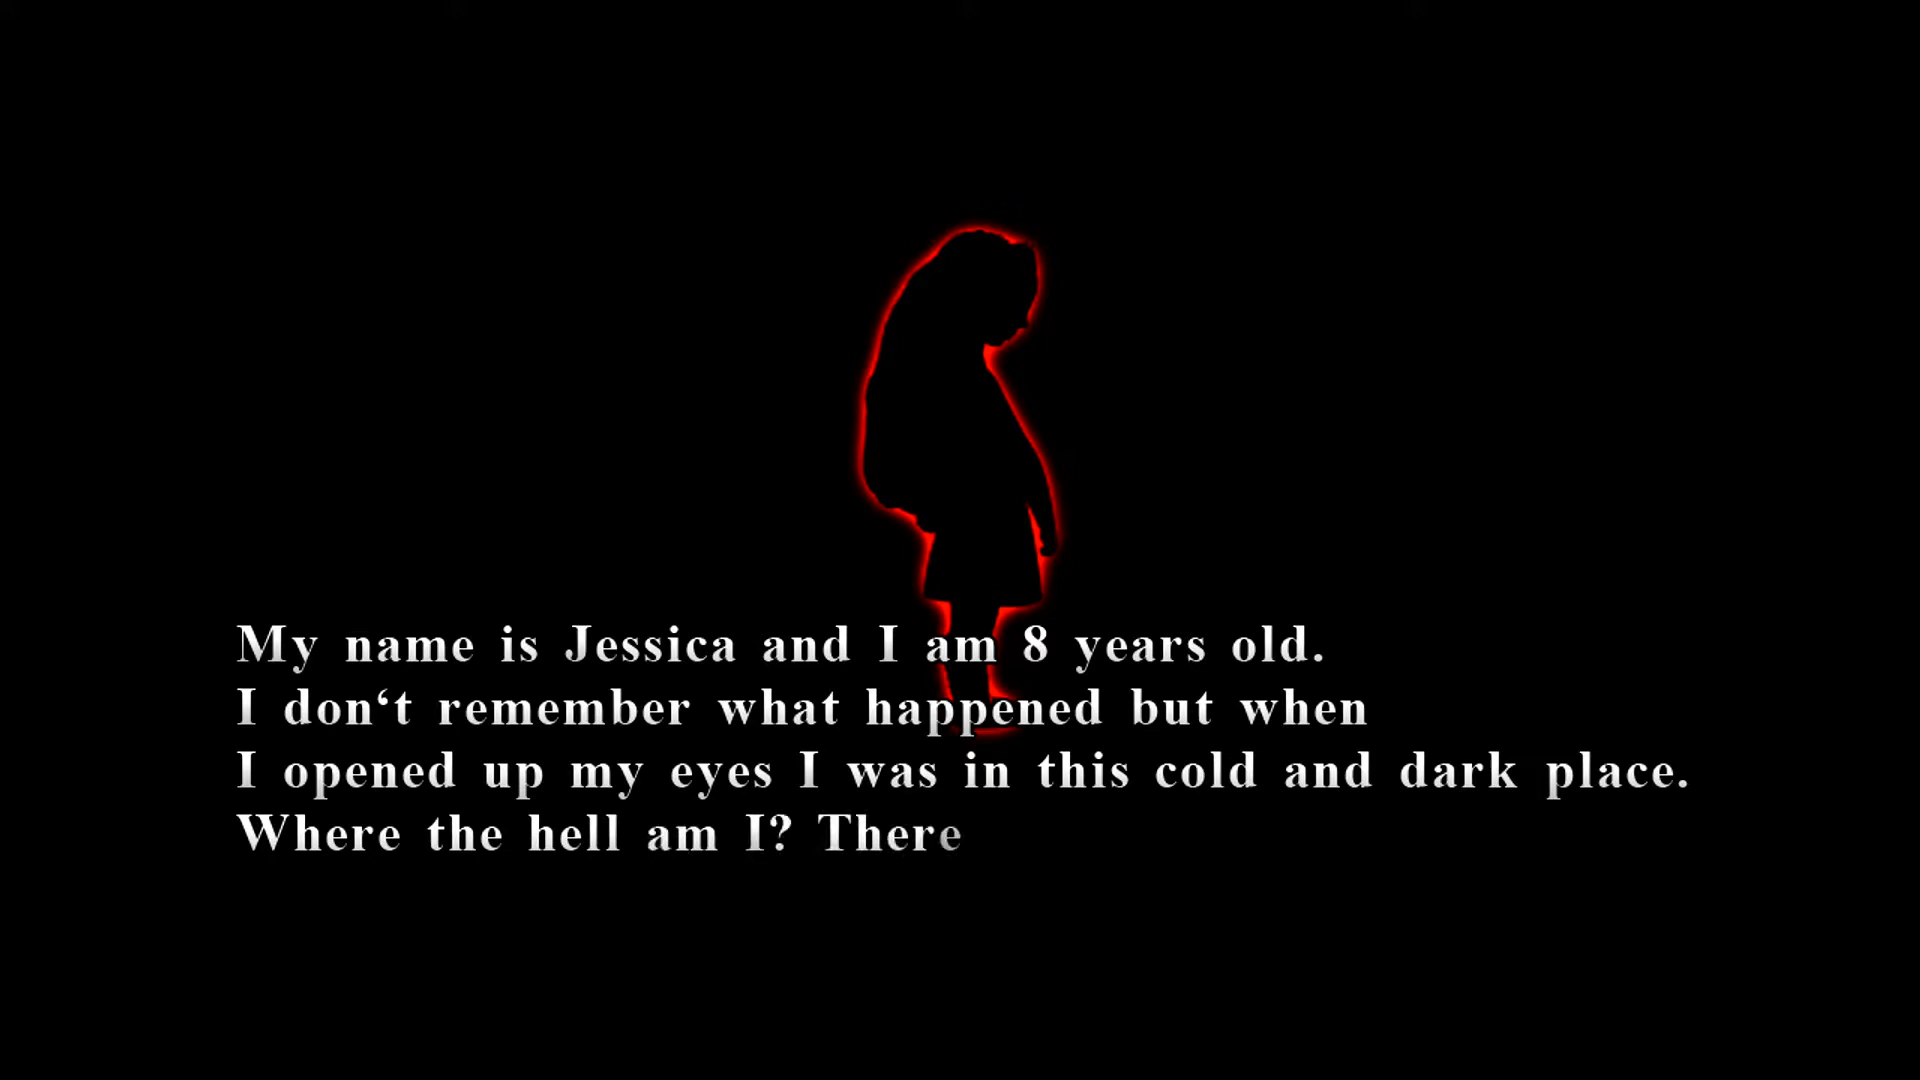 My name is Jessica and I am 8 years old.
I don‘t remember what happened but when
I opened up my eyes I was in this cold and dark place.
Where the hell am I? There